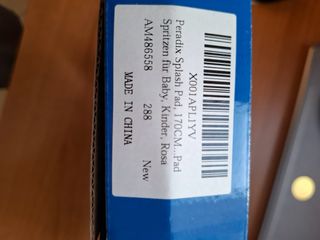 X001APL1YV
Peradix Splash Pad, 170CM...Pad
Spritzen für Baby, Kinder, Rosa
AM486558 288 New
MADE IN CHINA